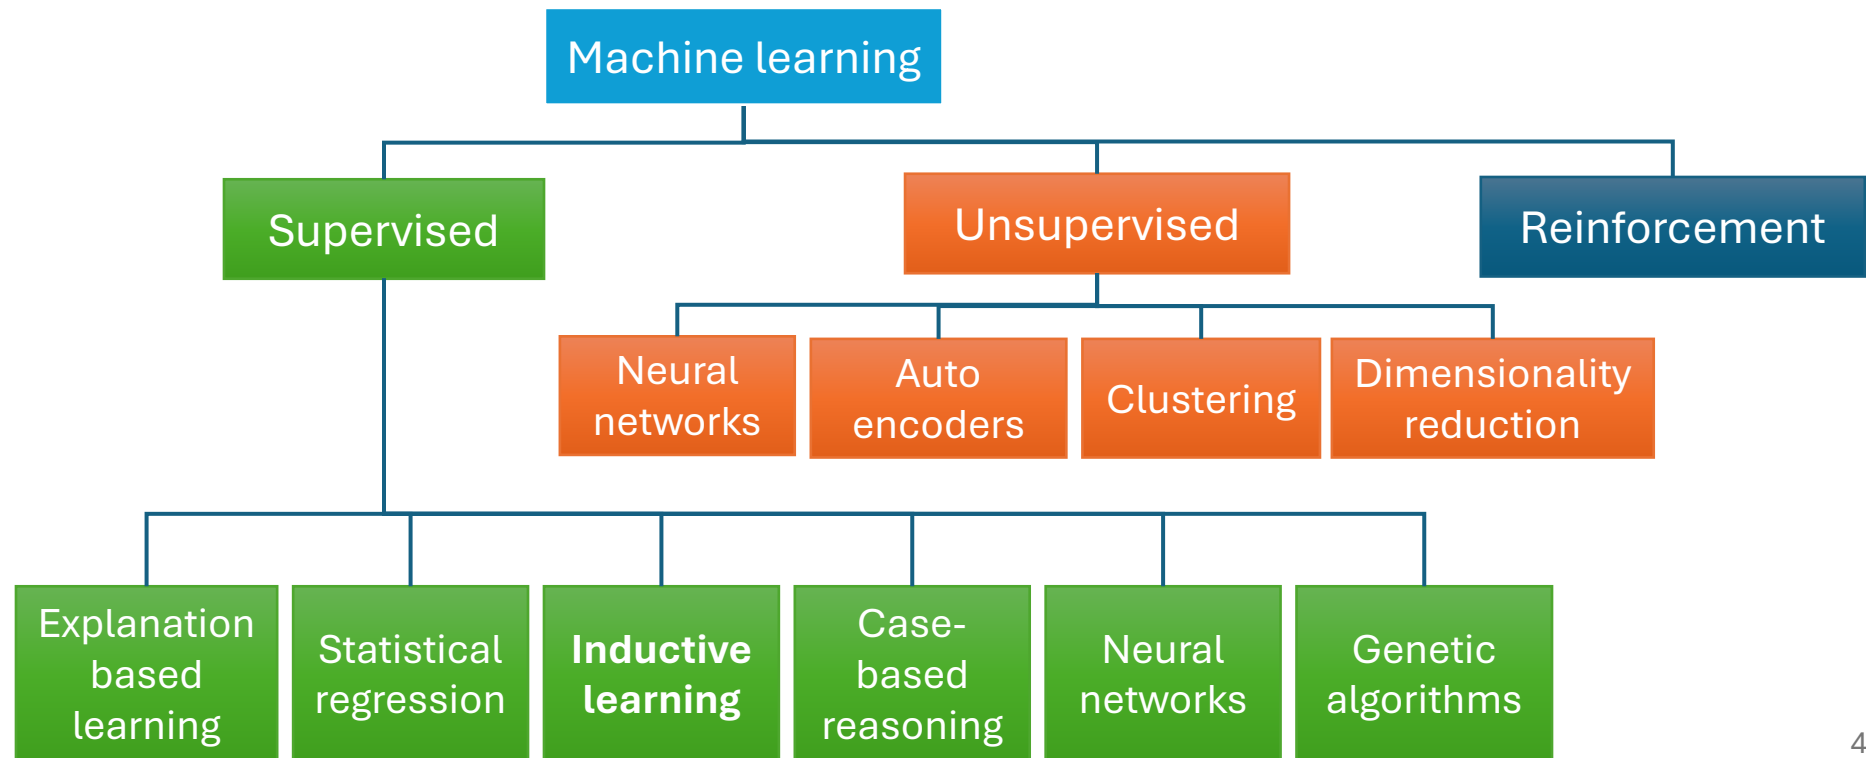 Machine learning
Supervised
Unsupervised
Reinforcement
Neural
networks
Auto
encoders
Clustering
Dimensionality
reduction
Explanation
based
learning
Statistical
regression
Inductive
learning
Case-
based
reasoning
Neural
networks
Genetic
algorithms
4